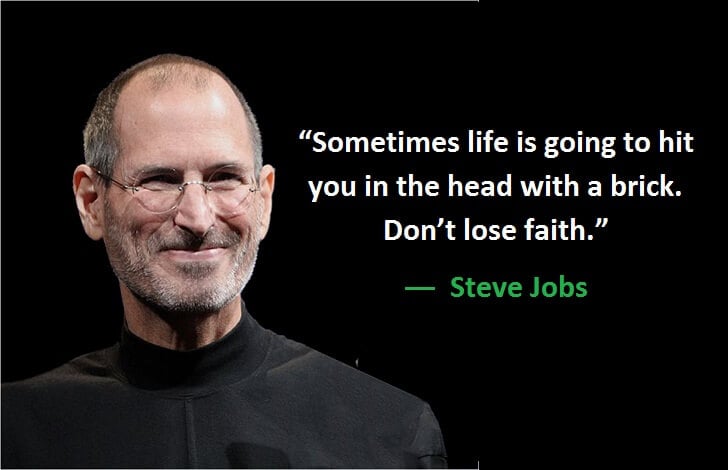 “Sometimes life is going to hit
you in the head with a brick.
Don’t lose faith.”
— Steve Jobs